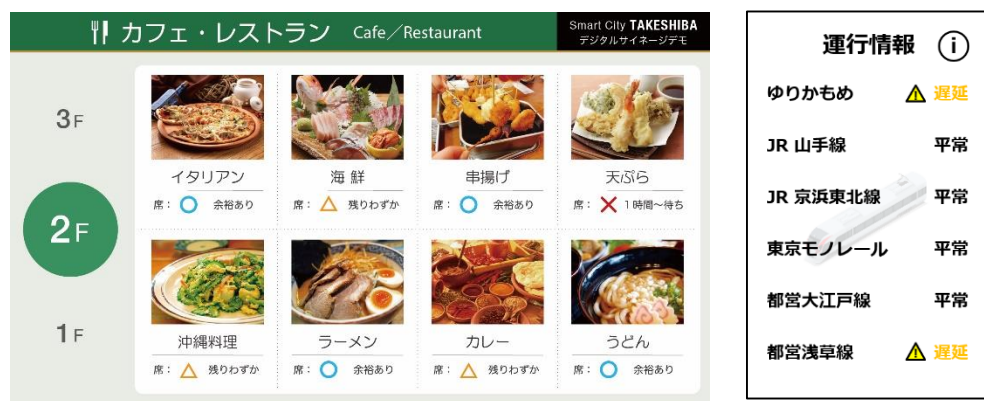 カフェ・レストラン Cafe／Restaurant
Smart City TAKESHIBA
デジタルサイネージデモ
3F
2F
1F
イタリアン
席： ○ 余裕あり
海鮮
席： △ 残りわずか
串揚げ
席： ○ 余裕あり
天ぷら
席： × 1時間〜待ち
沖縄料理
席： △ 残りわずか
ラーメン
席： ○ 余裕あり
カレー
席： △ 残りわずか
うどん
席： ○ 余裕あり
運行情報 i
ゆりかもめ ⚠ 遅延
JR 山手線 平常
JR 京浜東北線 平常
東京モノレール 平常
都営大江戸線 平常
都営浅草線 ⚠ 遅延